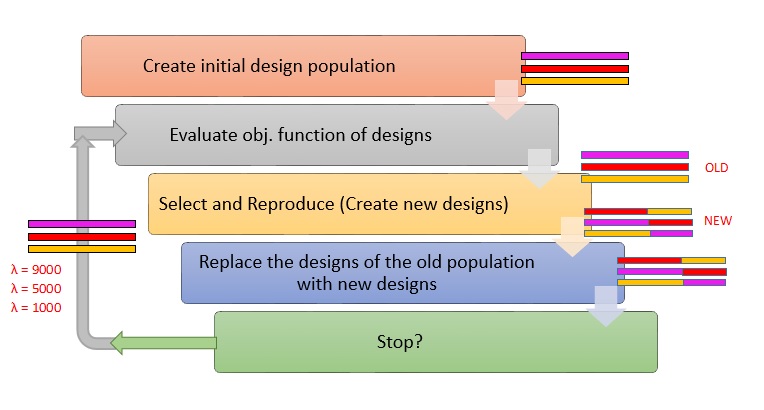 Create initial design population
Evaluate obj. function of designs
OLD
Select and Reproduce (Create new designs)
NEW
Replace the designs of the old population
with new designs
λ = 9000
λ = 5000
λ = 1000
Stop?